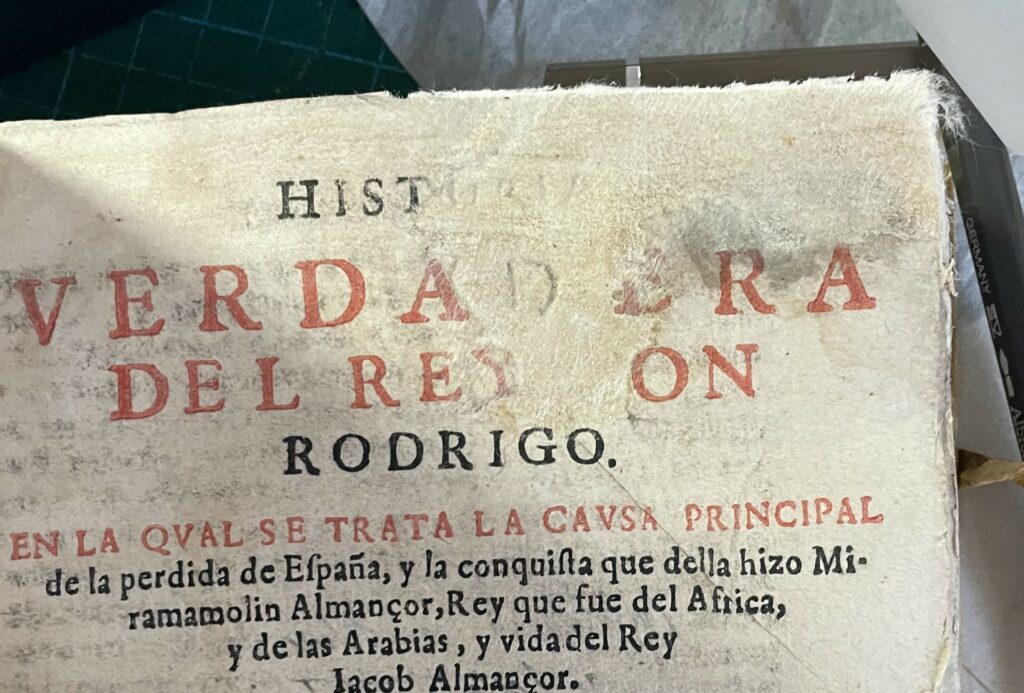 HIST
VERDA D ERA
DEL REY ON
RODRIGO.
EN LA QVAL SE TRATA LA CAVSA PRINCIPAL
de la perdida de Eſpaña, y la conquiſta que della hizo Mi-
ramamolin Almançor, Rey que fue del Africa,
y de las Arabias, y vida del Rey
Iacob Almançor.
GERMANY